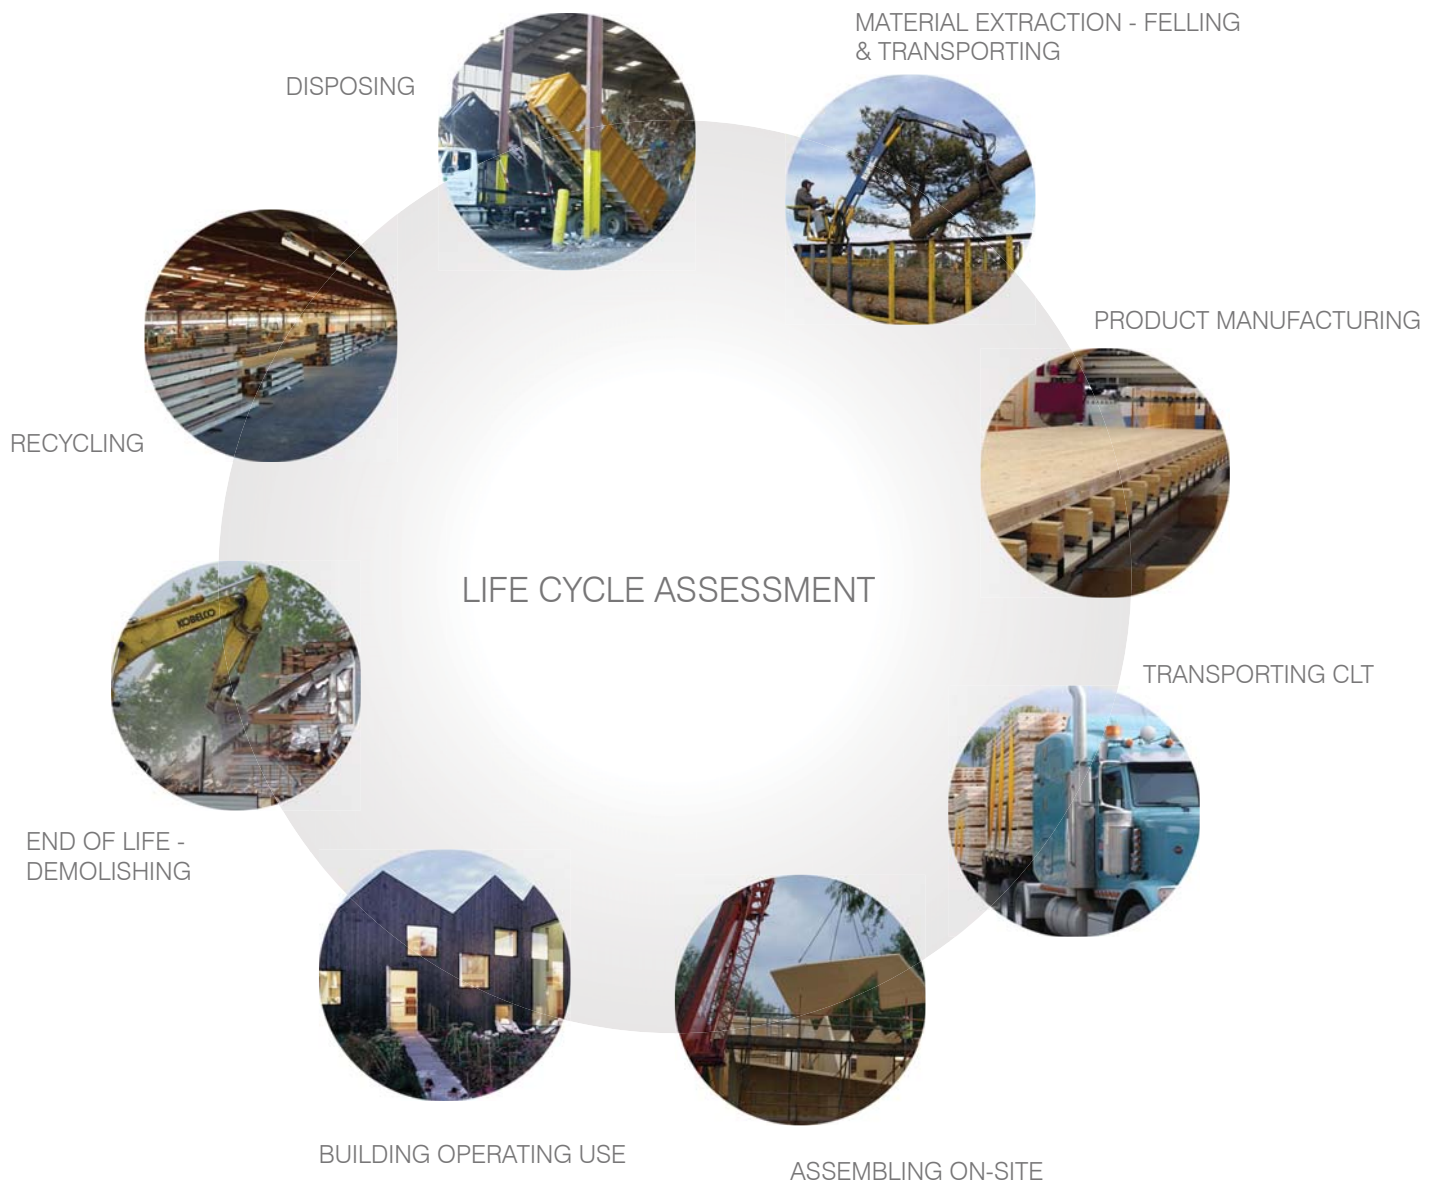 MATERIAL EXTRACTION - FELLING
& TRANSPORTING
DISPOSING
PRODUCT MANUFACTURING
RECYCLING
LIFE CYCLE ASSESSMENT
TRANSPORTING CLT
KOBELCO
END OF LIFE -
DEMOLISHING
BUILDING OPERATING USE
ASSEMBLING ON-SITE